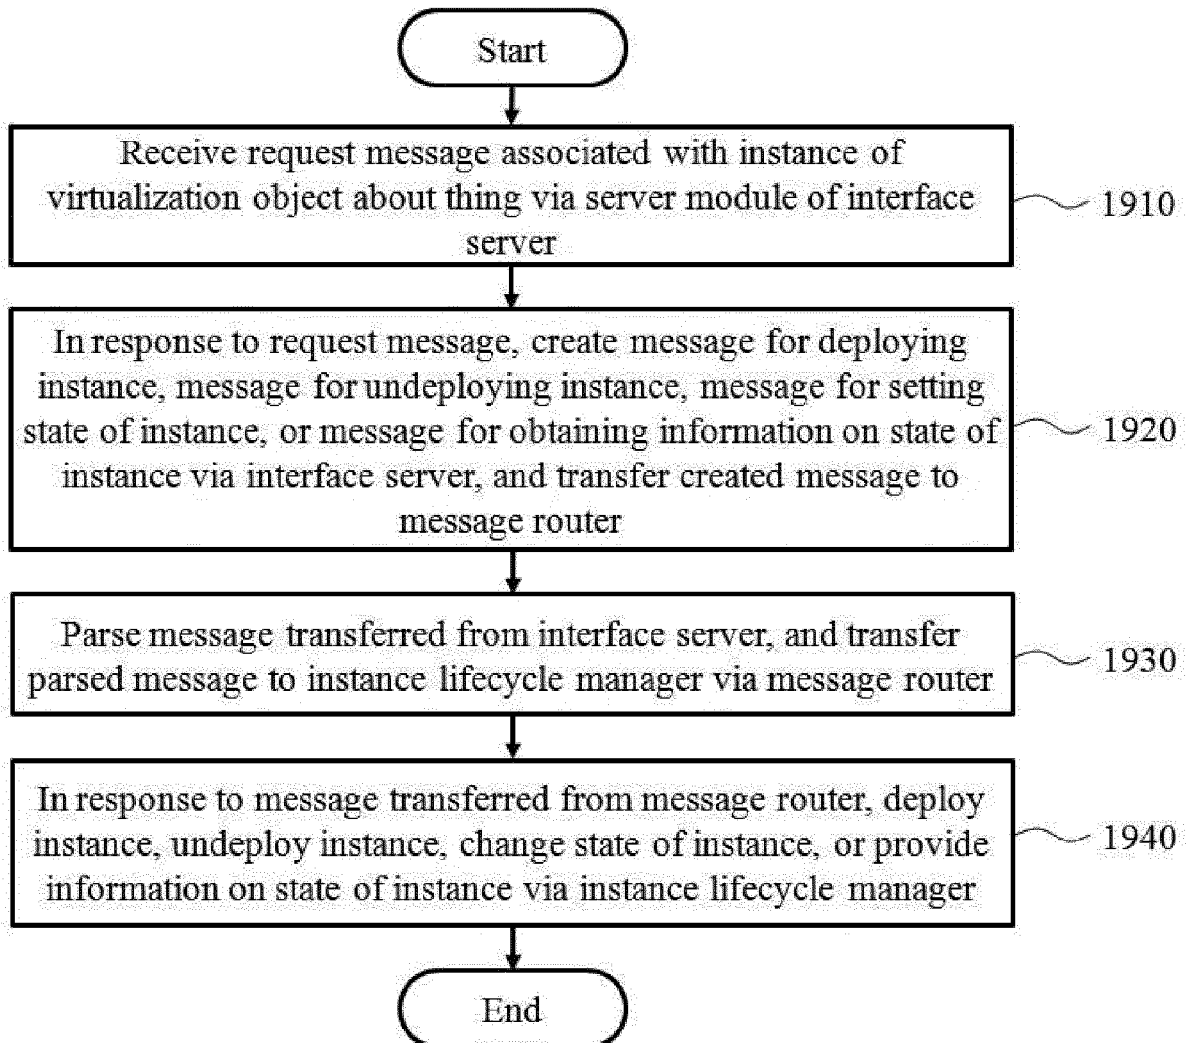 Start
Receive request message associated with instance of
virtualization object about thing via server module of interface
server
1910
In response to request message, create message for deploying
instance, message for undeploying instance, message for setting
state of instance, or message for obtaining information on state of
instance via interface server, and transfer created message to
message router
1920
Parse message transferred from interface server, and transfer
parsed message to instance lifecycle manager via message router
1930
In response to message transferred from message router, deploy
instance, undeploy instance, change state of instance, or provide
information on state of instance via instance lifecycle manager
1940
End